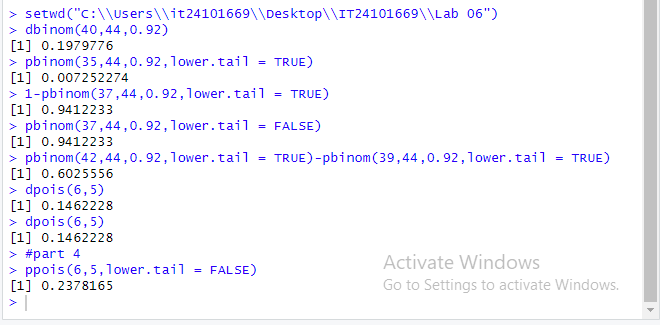 > setwd("C:\\Users\\it24101669\\Desktop\\IT24101669\\Lab 06")
> dbinom(40,44,0.92)
[1] 0.1979776
> pbinom(35,44,0.92,lower.tail = TRUE)
[1] 0.007252274
> 1-pbinom(37,44,0.92,lower.tail = TRUE)
[1] 0.9412233
> pbinom(37,44,0.92,lower.tail = FALSE)
[1] 0.9412233
> pbinom(42,44,0.92,lower.tail = TRUE)-pbinom(39,44,0.92,lower.tail = TRUE)
[1] 0.6025556
> dpois(6,5)
[1] 0.1462228
> dpois(6,5)
[1] 0.1462228
> #part 4
> ppois(6,5,lower.tail = FALSE)
[1] 0.2378165
>
Activate Windows
Go to Settings to activate Windows.